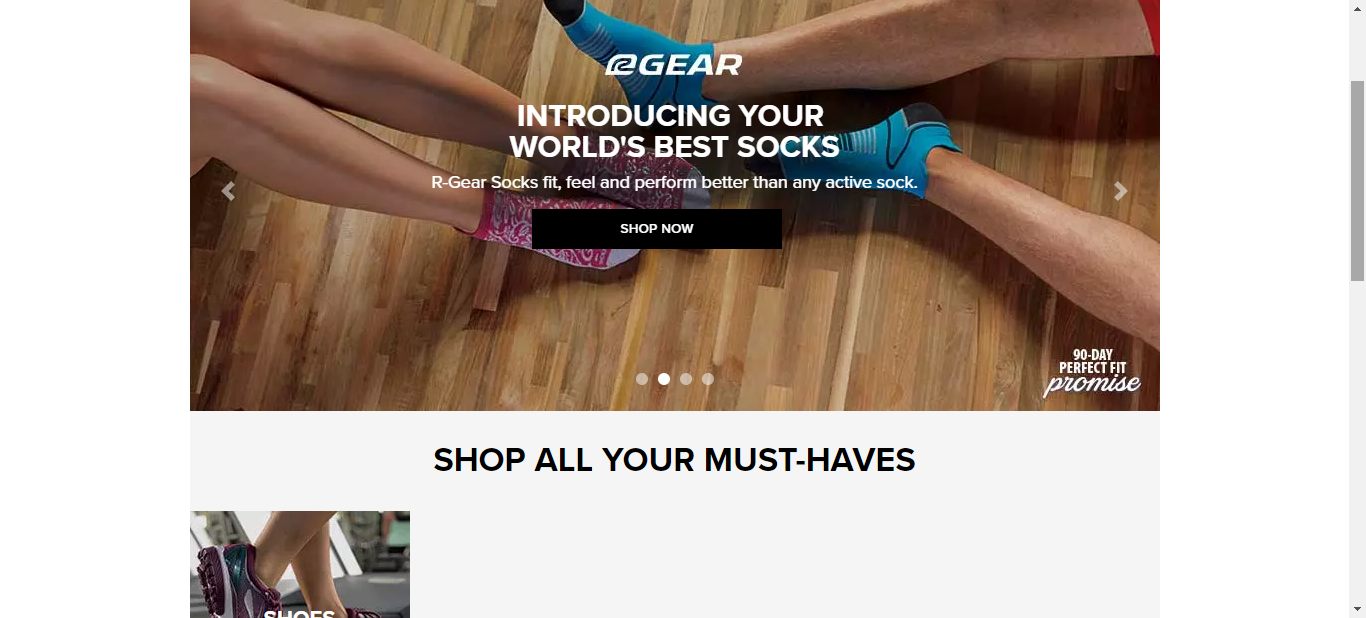 GEAR
INTRODUCING YOUR
WORLD'S BEST SOCKS
R-Gear Socks fit, feel and perform better than any active sock.
SHOP NOW
90-DAY
PERFECT FIT
promise
SHOP ALL YOUR MUST-HAVES
SHOES